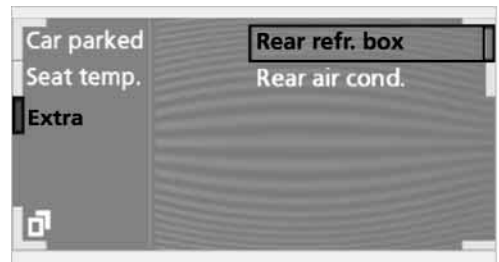 Car parked
Seat temp.
Extra
Rear refr. box
Rear air cond.